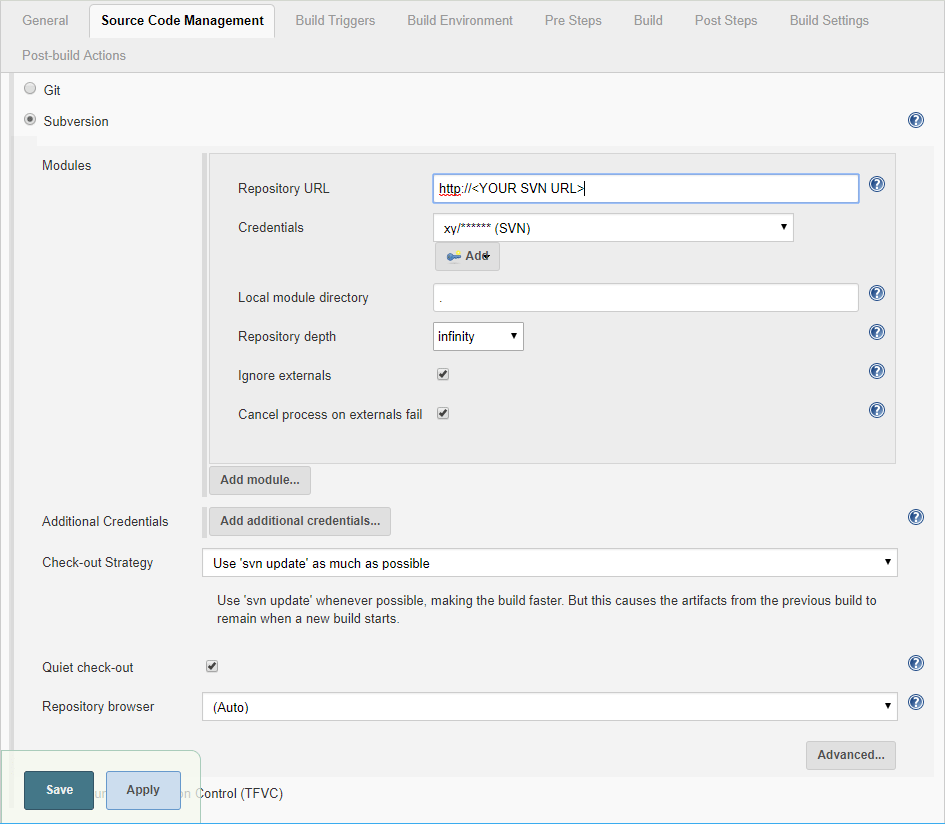 General Source Code Management Build Triggers Build Environment Pre Steps Build Post Steps Build Settings
Post-build Actions
Git
Subversion
Modules
Repository URL http://<YOUR SVN URL>
Credentials xy/****** (SVN)
Add
Local module directory .
Repository depth infinity
Ignore externals
Cancel process on externals fail
Add module...
Additional Credentials Add additional credentials...
Check-out Strategy Use 'svn update' as much as possible
Use 'svn update' whenever possible, making the build faster. But this causes the artifacts from the previous build to
remain when a new build starts.
Quiet check-out
Repository browser (Auto)
Advanced...
Save Apply Control (TFVC)